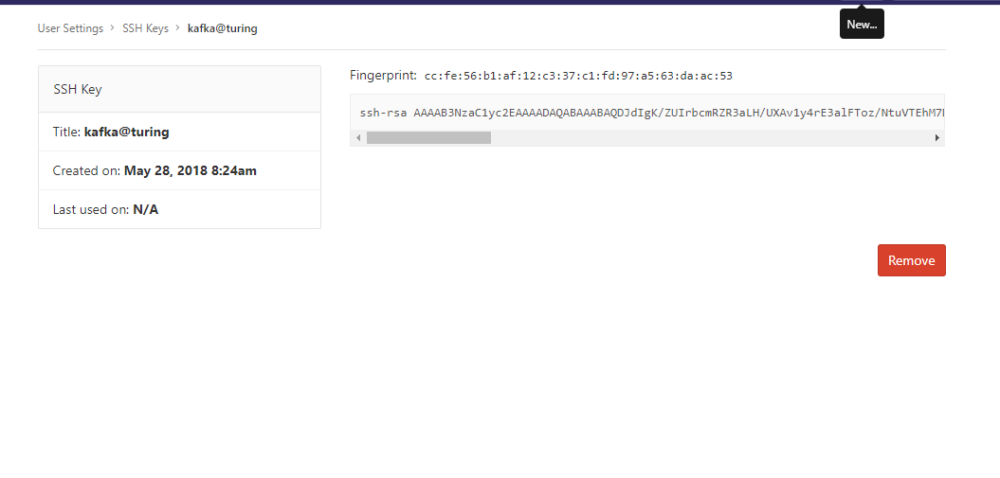 New...
User Settings > SSH Keys > kafka@turing
SSH Key
Title: kafka@turing
Created on: May 28, 2018 8:24am
Last used on: N/A
Fingerprint: cc:fe:56:b1:af:12:c3:37:c1:fd:97:a5:63:da:ac:53
ssh-rsa AAAAB3NzaC1yc2EAAAADAQABAAABAQDJdIgK/ZUIrbcmRZR3aLH/UXAv1y4rE3alFToz/NtuVTEhM7
Remove